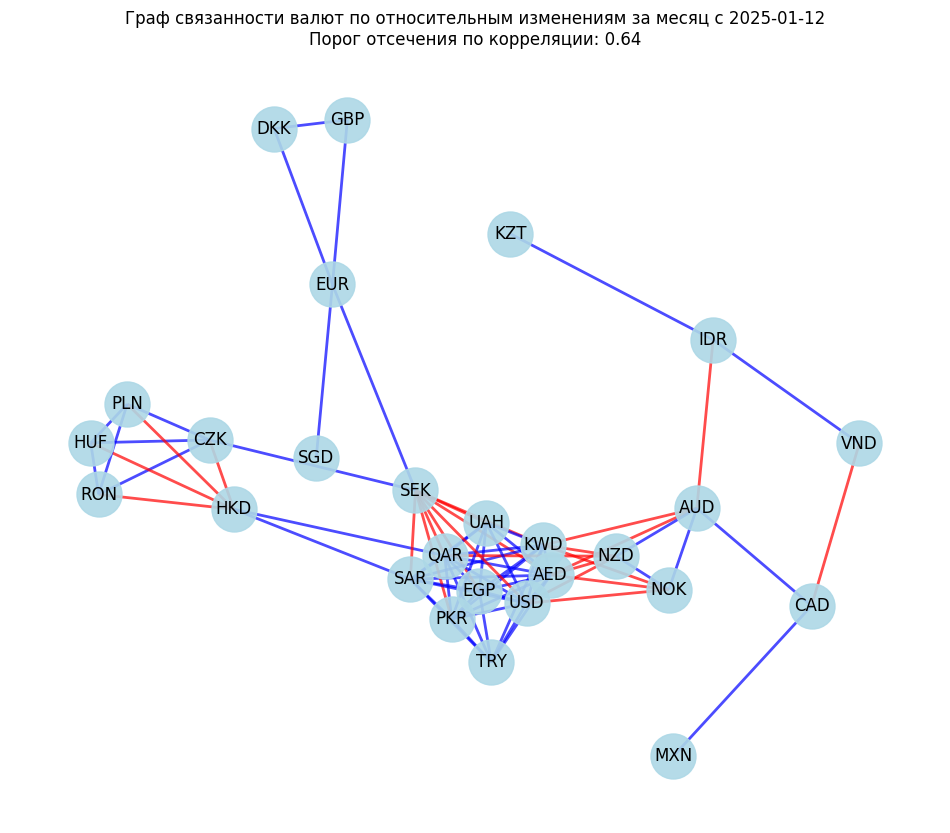 Граф связанности валют по относительным изменениям за месяц с 2025-01-12
Порог отсечения по корреляции: 0.64
DKK
GBP
KZT
EUR
IDR
PLN
HUF
CZK
VND
SGD
RON
SEK
HKD
AUD
UAH
KWD
QAR
NZD
SAR
AED
EGP
NOK
USD
CAD
PKR
TRY
MXN